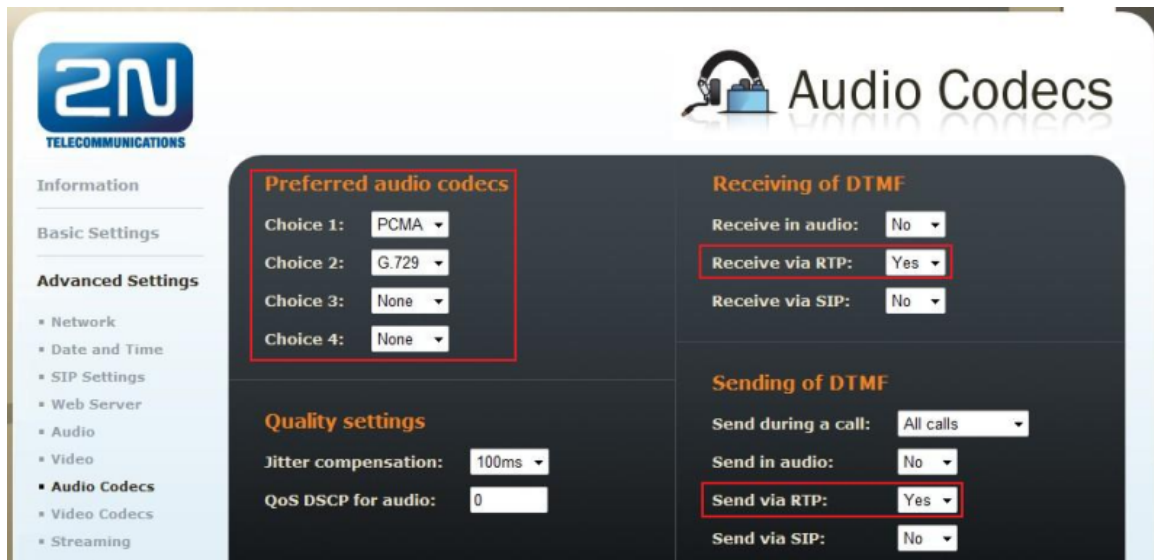 2N
TELECOMMUNICATIONS
Audio Codecs
Information
Basic Settings
Advanced Settings
▪ Network
▪ Date and Time
▪ SIP Settings
▪ Web Server
▪ Audio
▪ Video
▪ Audio Codecs
▪ Video Codecs
▪ Streaming
Preferred audio codecs
Choice 1: PCMA
Choice 2: G.729
Choice 3: None
Choice 4: None
Quality settings
Jitter compensation: 100ms
QoS DSCP for audio: 0
Receiving of DTMF
Receive in audio: No
Receive via RTP: Yes
Receive via SIP: No
Sending of DTMF
Send during a call: All calls
Send in audio: No
Send via RTP: Yes
Send via SIP: No